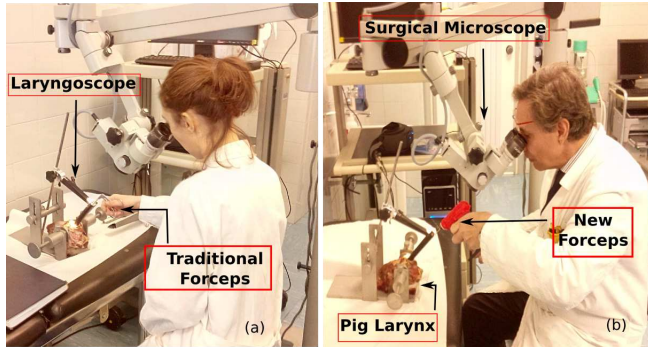 Laryngoscope
Traditional
Forceps
(a)
Surgical Microscope
New
Forceps
Pig Larynx
(b)